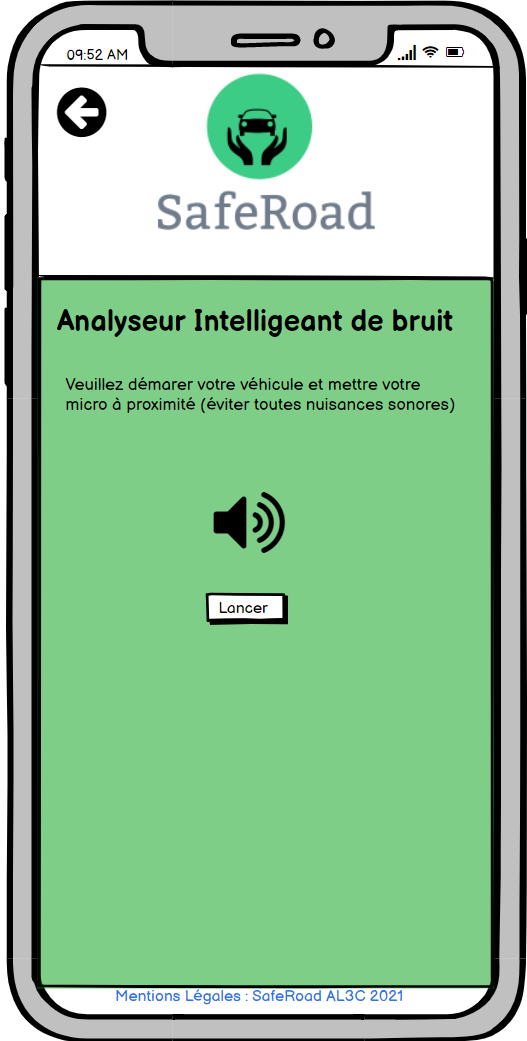 09:52 AM
SafeRoad
Analyseur Intelligeant de bruit
Veuillez démarer votre véhicule et mettre votre
micro à proximité (éviter toutes nuisances sonores)
Lancer
Mentions Légales : SafeRoad AL3C 2021